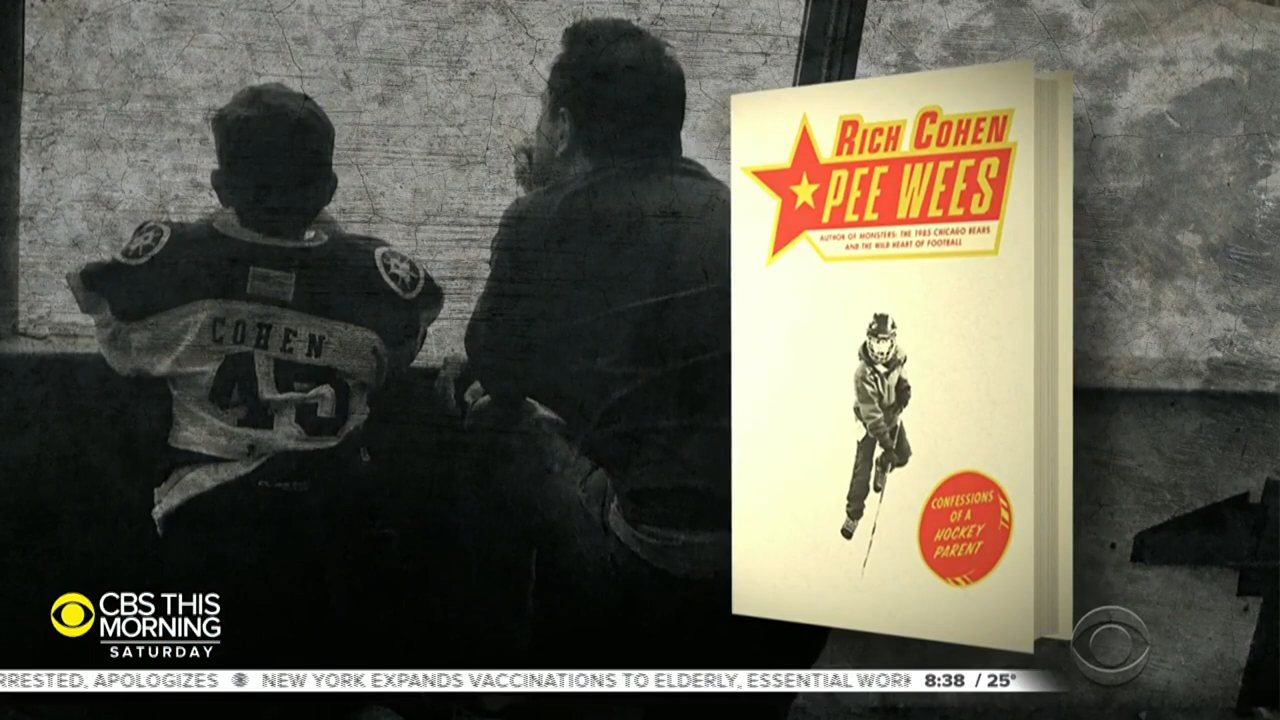 COHEN
45
RICH COHEN
PEE WEES
AUTHOR OF MONSTERS: THE 1985 CHICAGO BEARS
AND THE WILD HEART OF FOOTBALL
CONFESSIONS
OF A
HOCKEY
PARENT
CBS THIS
MORNING
SATURDAY
RRESTED, APOLOGIZES NEW YORK EXPANDS VACCINATIONS TO ELDERLY, ESSENTIAL WOR 8:38 / 25°